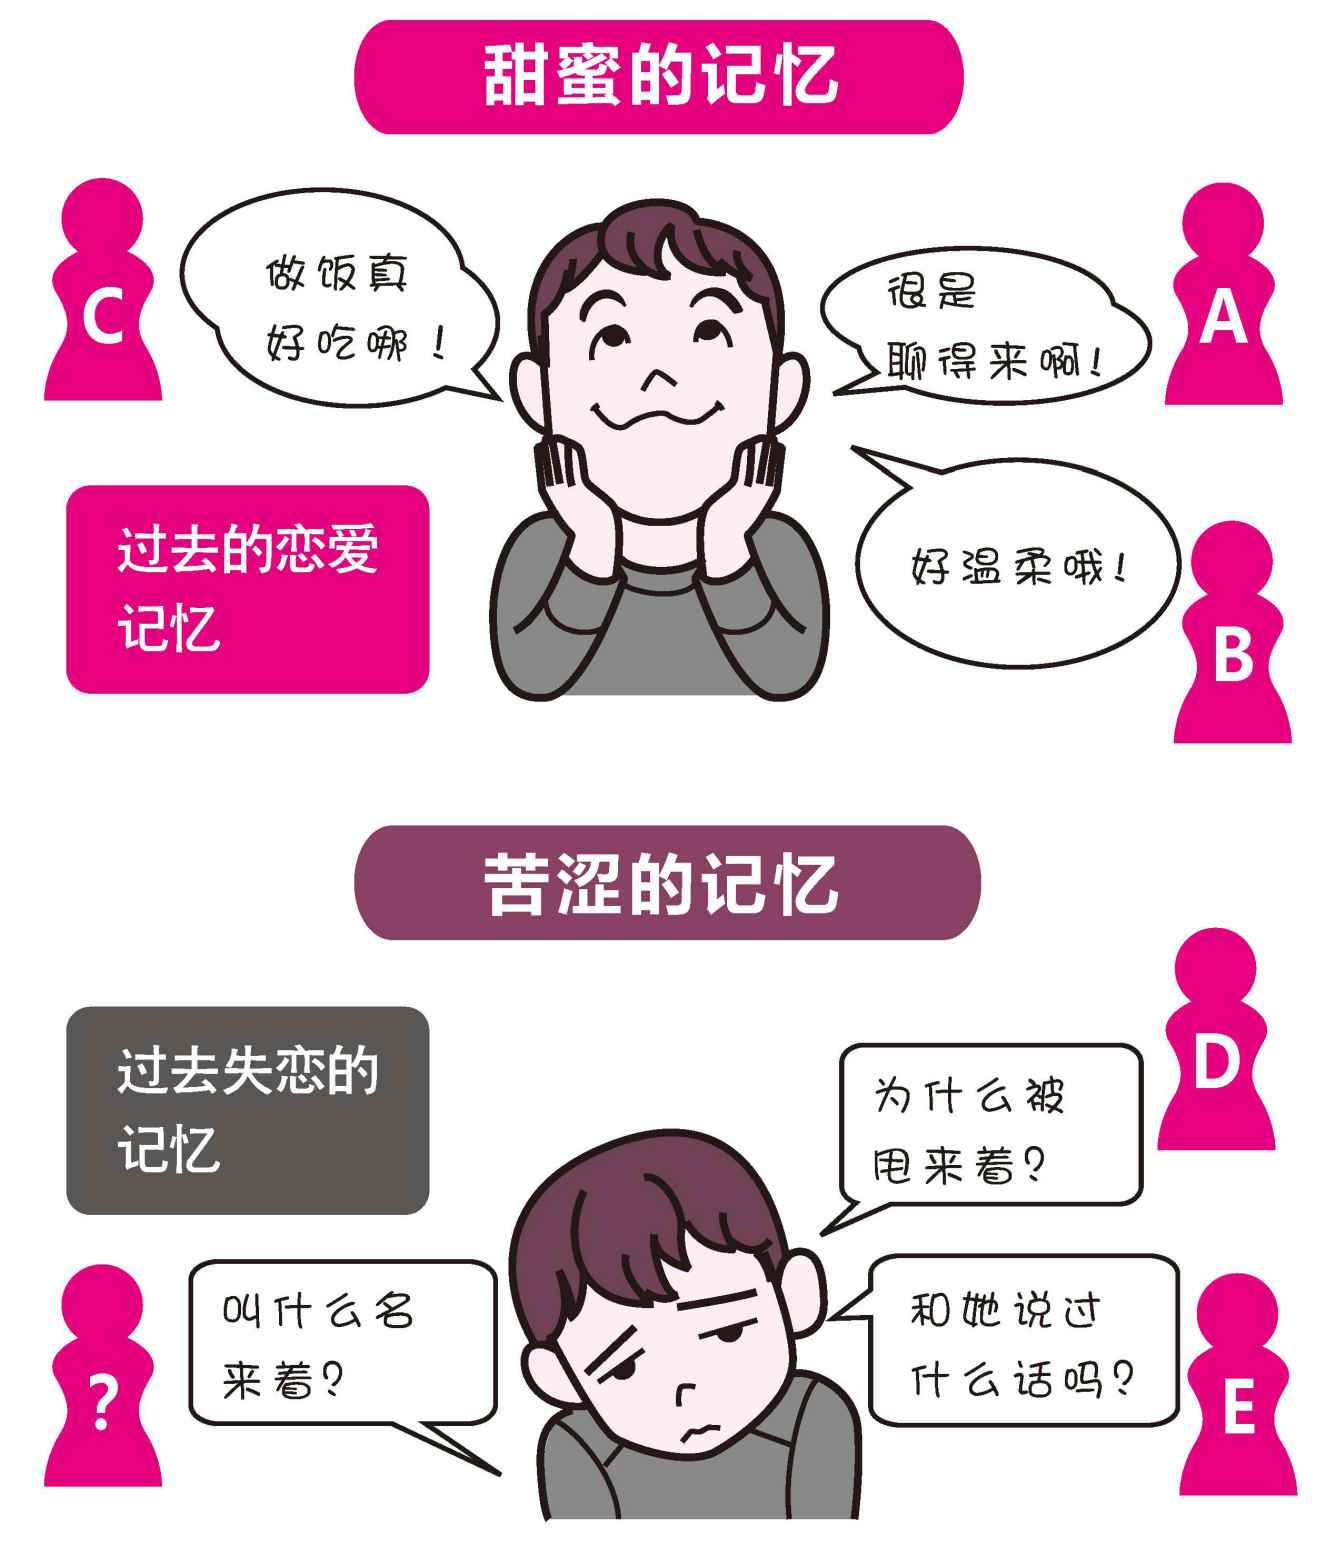 甜蜜的记忆
C
做饭真
好吃哪！
很是
聊得来啊！
A
过去的恋爱
记忆
好温柔哦！
B
苦涩的记忆
过去失恋的
记忆
为什么被
甩来着？
D
?
叫什么名
来着？
和她说过
什么话吗？
E